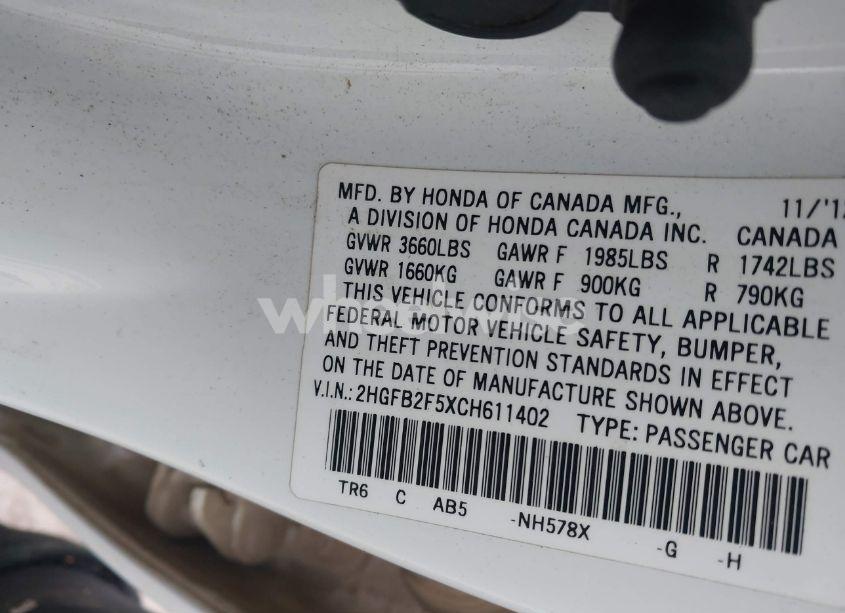 MFD. BY HONDA OF CANADA MFG., 11/'12
A DIVISION OF HONDA CANADA INC. CANADA
GVWR 3660LBS GAWR F 1985LBS R 1742LBS
GVWR 1660KG GAWR F 900KG R 790KG
THIS VEHICLE CONFORMS TO ALL APPLICABLE
FEDERAL MOTOR VEHICLE SAFETY, BUMPER,
AND THEFT PREVENTION STANDARDS IN EFFECT
ON THE DATE OF MANUFACTURE SHOWN ABOVE.
V.I.N.: 2HGFB2F5XCH611402 TYPE: PASSENGER CAR
TR6 C AB5 -NH578X -G -H